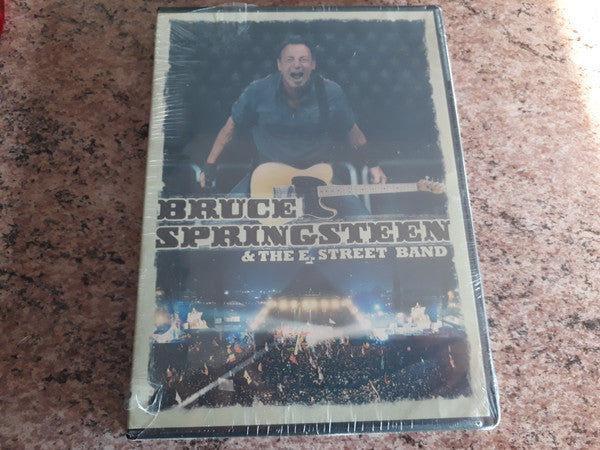 BRUCE
SPRINGSTEEN
& THE E STREET BAND